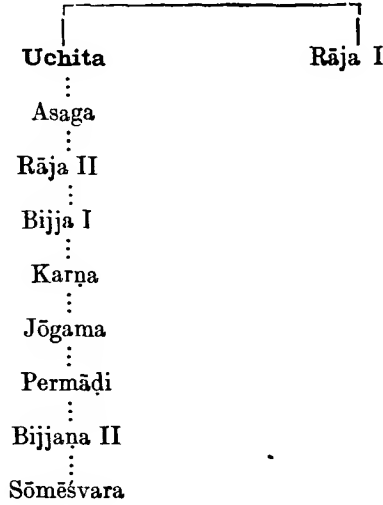 Uchita Rāja I
Asaga
Rāja II
Bijja I
Karṇa
Jōgama
Permāḍi
Bijjaṇa II
Sōmēśvara